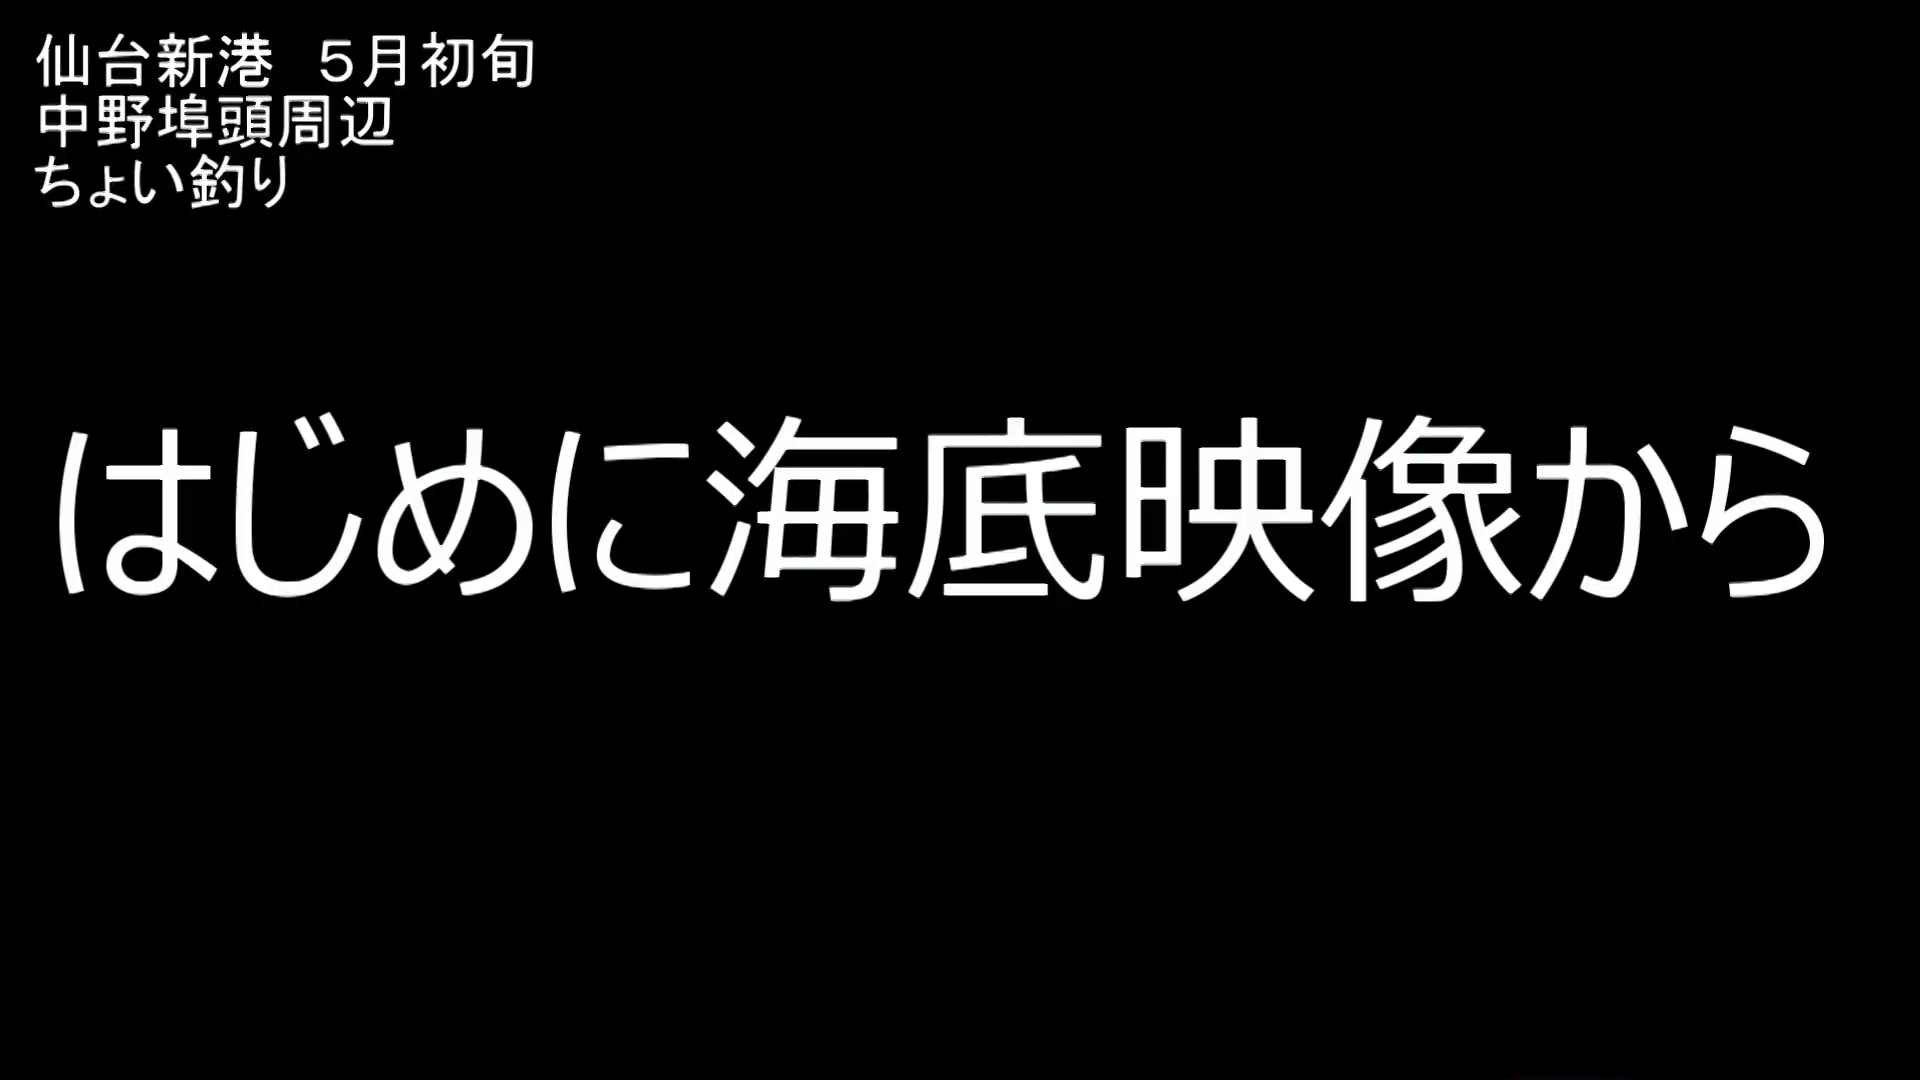 仙台新港　５月初旬
中野埠頭周辺
ちょい釣り
はじめに海底映像から